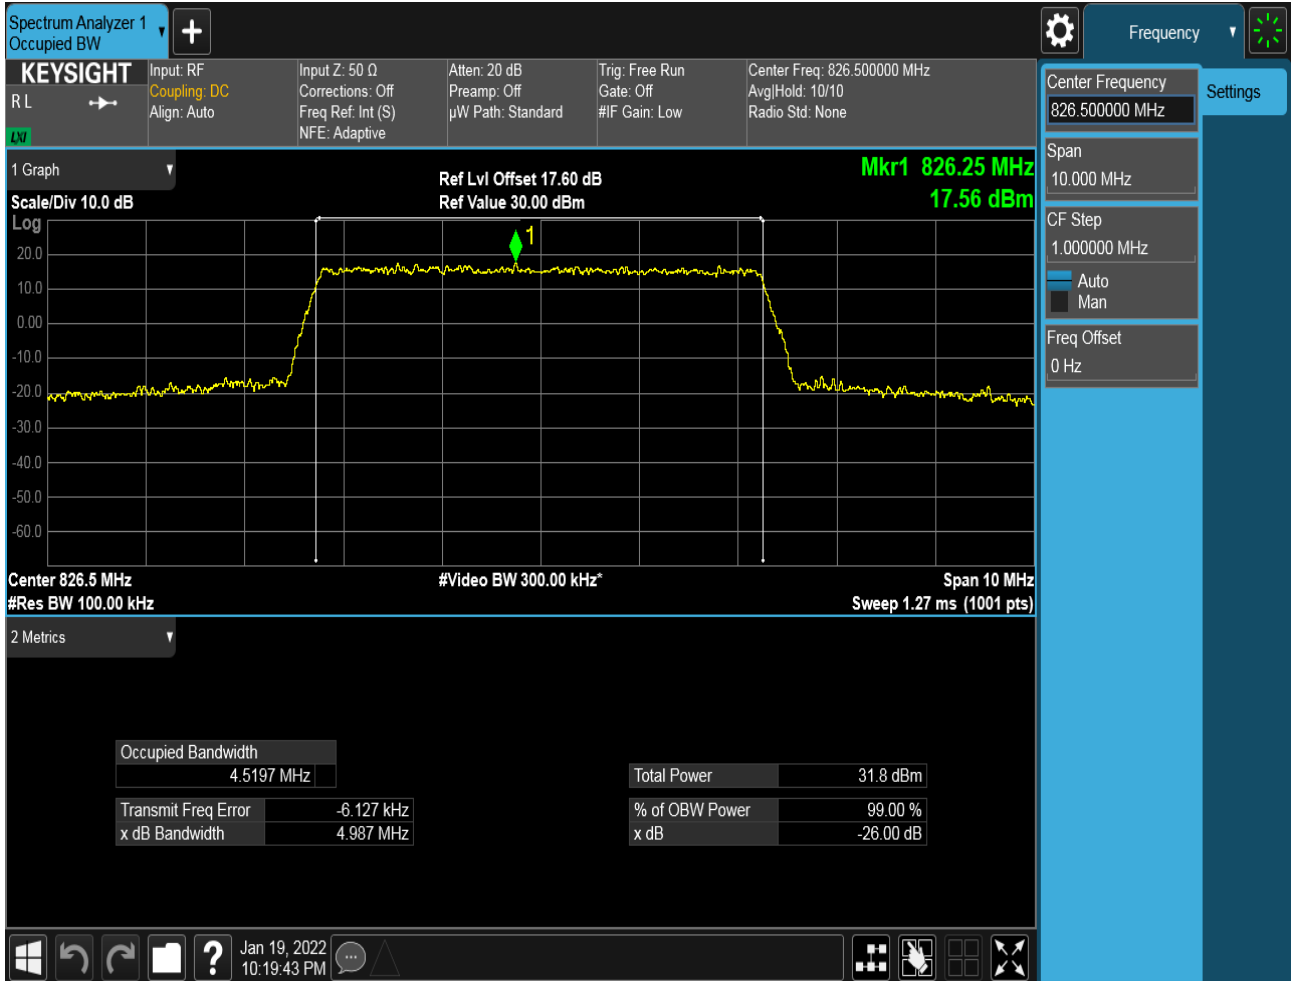 Spectrum Analyzer 1
Occupied BW
Frequency
KEYSIGHT
R L
LXI
Input: RF
Coupling: DC
Align: Auto
Input Z: 50 Ω
Corrections: Off
Freq Ref: Int (S)
NFE: Adaptive
Atten: 20 dB
Preamp: Off
µW Path: Standard
Trig: Free Run
Gate: Off
#IF Gain: Low
Center Freq: 826.500000 MHz
Avg|Hold: 10/10
Radio Std: None
Center Frequency
826.500000 MHz
Settings
Span
10.000 MHz
CF Step
1.000000 MHz
Auto
Man
Freq Offset
0 Hz
1 Graph
Scale/Div 10.0 dB
Ref Lvl Offset 17.60 dB
Ref Value 30.00 dBm
Mkr1 826.25 MHz
17.56 dBm
Log
1
20.0
10.0
0.00
-10.0
-20.0
-30.0
-40.0
-50.0
-60.0
Center 826.5 MHz
#Video BW 300.00 kHz*
Span 10 MHz
#Res BW 100.00 kHz
Sweep 1.27 ms (1001 pts)
2 Metrics
Occupied Bandwidth
4.5197 MHz
Transmit Freq Error -6.127 kHz
x dB Bandwidth 4.987 MHz
Total Power 31.8 dBm
% of OBW Power 99.00 %
x dB -26.00 dB
?
Jan 19, 2022
10:19:43 PM